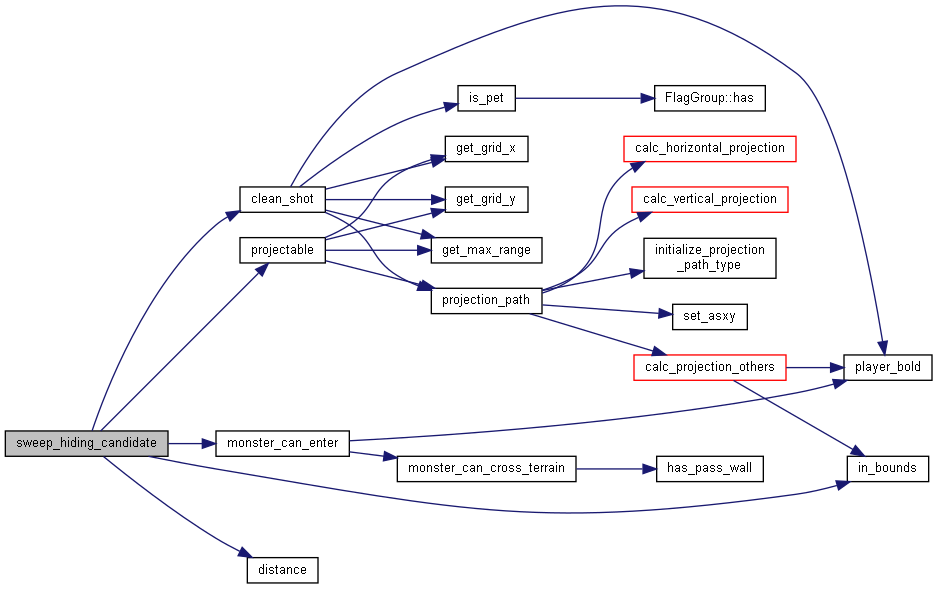 is_pet
FlagGroup::has
get_grid_x
calc_horizontal_projection
clean_shot
get_grid_y
calc_vertical_projection
projectable
get_max_range
initialize_projection
_path_type
projection_path
set_asxy
calc_projection_others
player_bold
sweep_hiding_candidate
monster_can_enter
monster_can_cross_terrain
has_pass_wall
in_bounds
distance